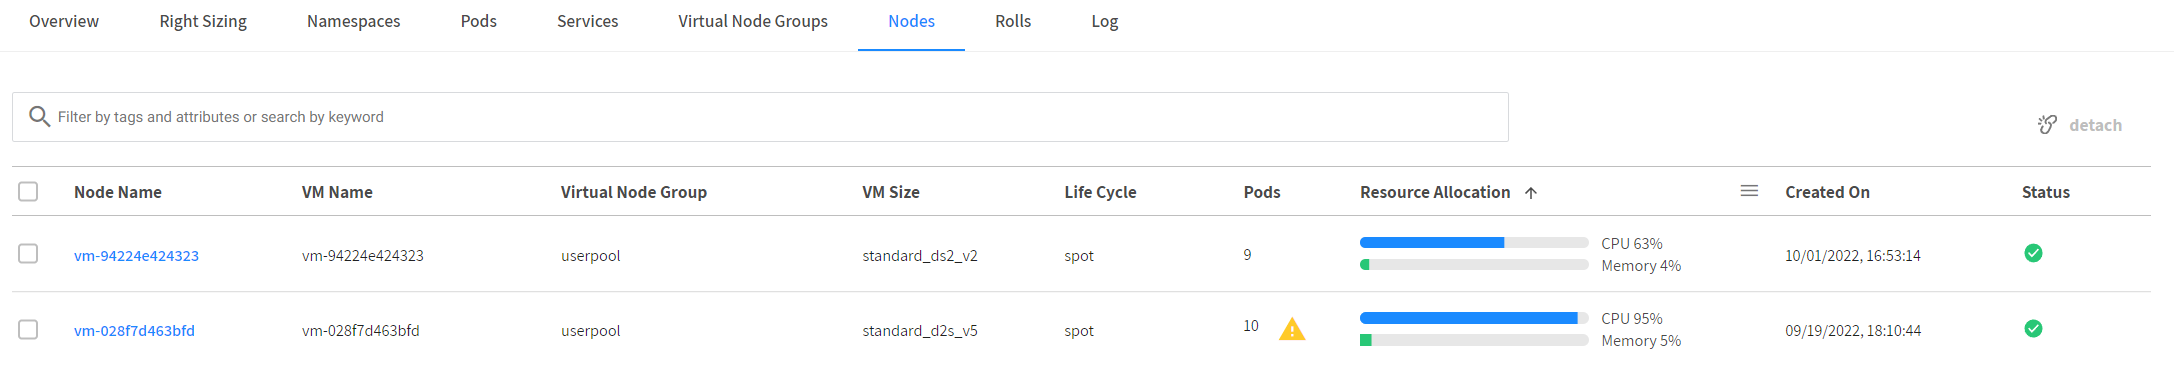 Overview Right Sizing Namespaces Pods Services Virtual Node Groups Nodes Rolls Log
Filter by tags and attributes or search by keyword
detach
Node Name VM Name Virtual Node Group VM Size Life Cycle Pods Resource Allocation Created On Status
vm-94224e424323 vm-94224e424323 userpool standard_ds2_v2 spot 9 CPU 63% 10/01/2022, 16:53:14
Memory 4%
vm-028f7d463bfd vm-028f7d463bfd userpool standard_d2s_v5 spot 10 CPU 95% 09/19/2022, 18:10:44
Memory 5%